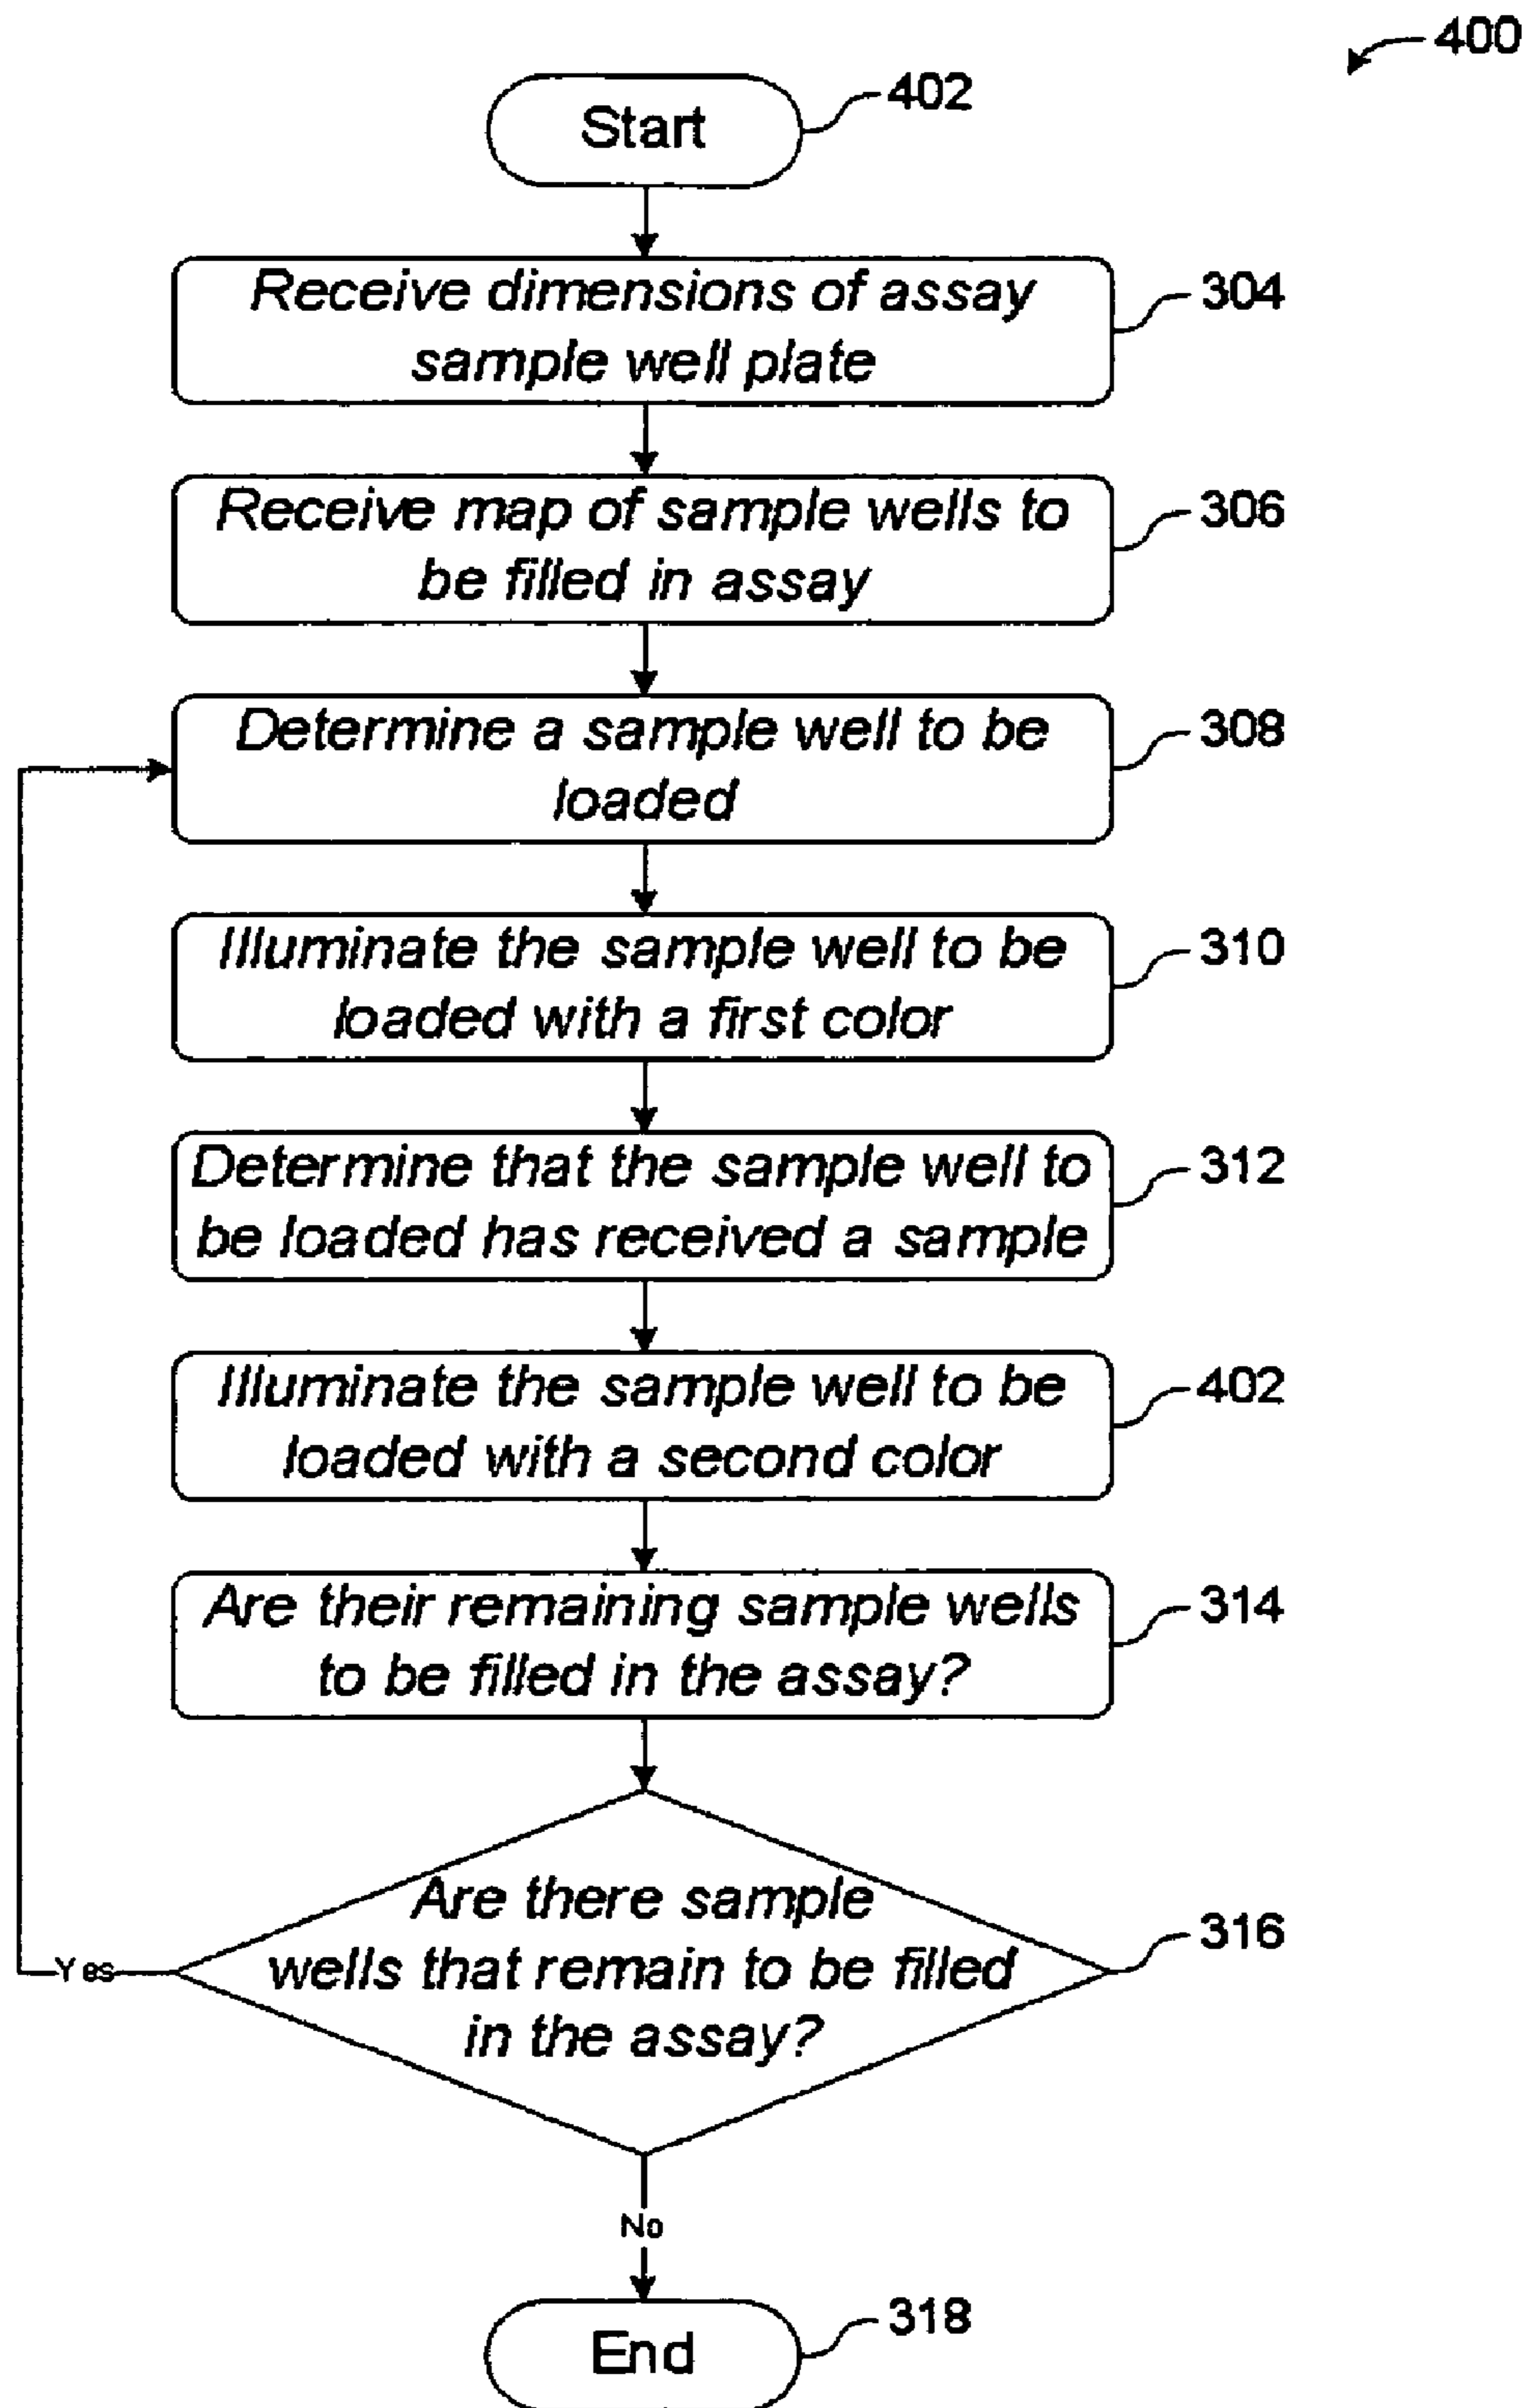 400
Start
402
Receive dimensions of assay
sample well plate
304
Receive map of sample wells to
be filled in assay
306
Determine a sample well to be
loaded
308
Illuminate the sample well to be
loaded with a first color
310
Determine that the sample well to
be loaded has received a sample
312
Illuminate the sample well to be
loaded with a second color
402
Are their remaining sample wells
to be filled in the assay?
314
Are there sample
wells that remain to be filled
in the assay?
316
Yes
No
End
318